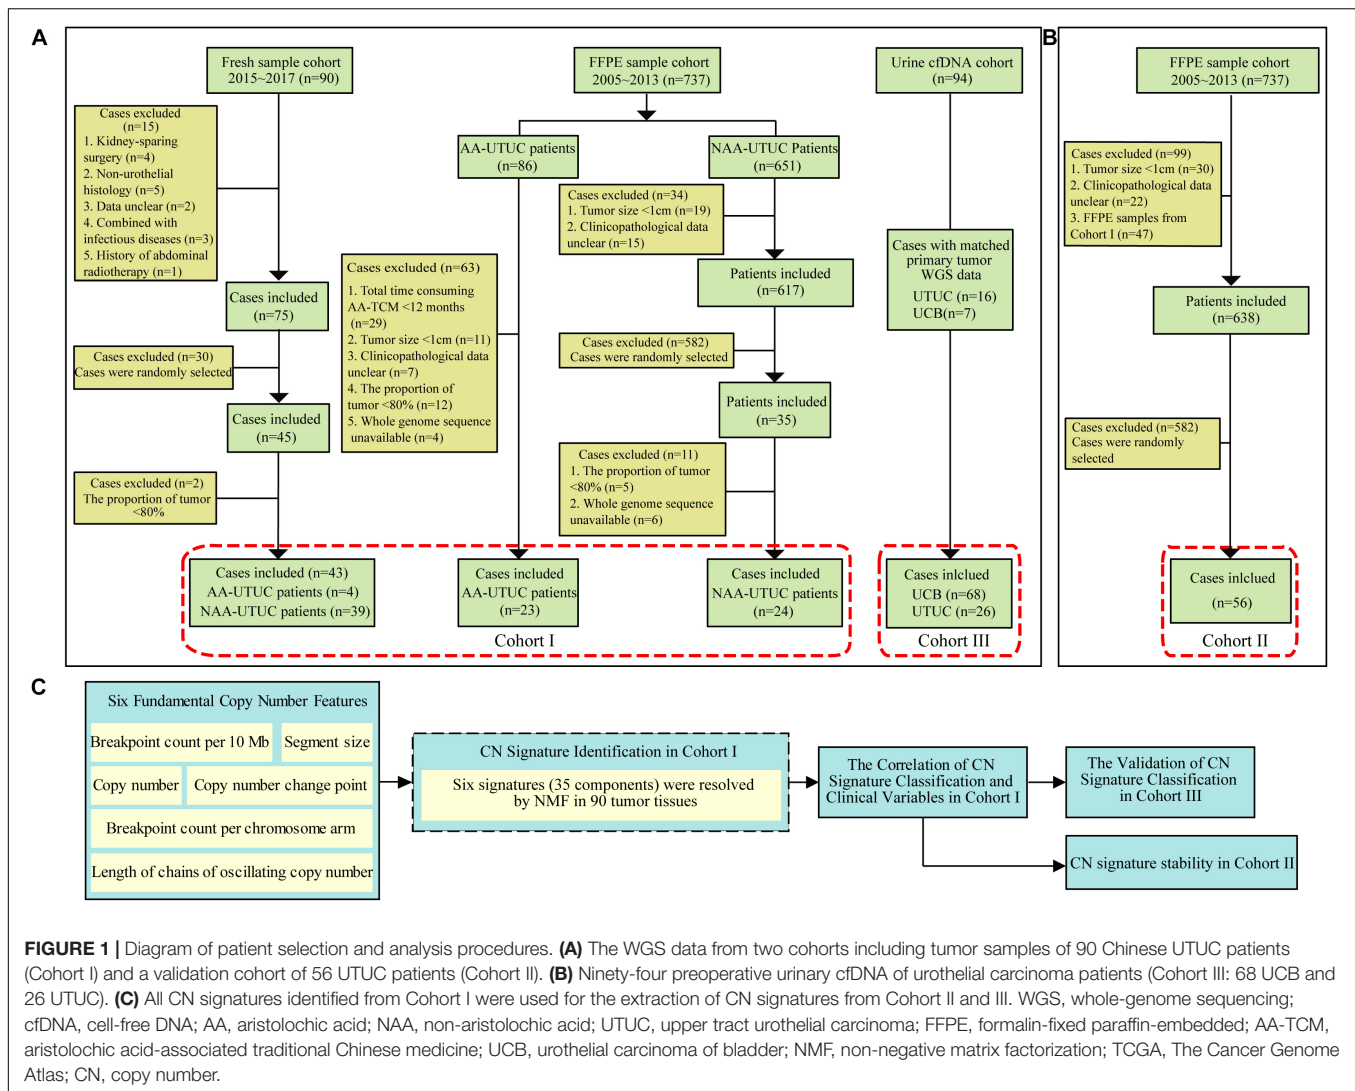 A
Fresh sample cohort
2015~2017 (n=90)
Cases excluded
(n=15)
1. Kidney-sparing
surgery (n=4)
2. Non-urothelial
histology (n=5)
3. Data unclear (n=2)
4. Combined with
infectious diseases (n=3)
5. History of abdominal
radiotherapy (n=1)
Cases included
(n=75)
Cases excluded (n=30)
Cases were randomly selected
Cases included
(n=45)
Cases excluded (n=2)
The proportion of tumor
<80%
Cases included (n=43)
AA-UTUC patients (n=4)
NAA-UTUC patients (n=39)
FFPE sample cohort
2005~2013 (n=737)
AA-UTUC patients
(n=86)
Cases excluded (n=63)
1. Total time consuming
AA-TCM <12 months
(n=29)
2. Tumor size <1cm (n=11)
3. Clinicopathological data
unclear (n=7)
4. The proportion of
tumor <80% (n=12)
5. Whole genome sequence
unavailable (n=4)
Cases included
AA-UTUC patients
(n=23)
NAA-UTUC Patients
(n=651)
Cases excluded (n=34)
1. Tumor size <1cm (n=19)
2. Clinicopathological data
unclear (n=15)
Patients included
(n=617)
Cases excluded (n=582)
Cases were randomly selected
Patients included
(n=35)
Cases excluded (n=11)
1. The proportion of tumor
<80% (n=5)
2. Whole genome sequence
unavailable (n=6)
Cases included
NAA-UTUC patients
(n=24)
Cohort I
Urine cfDNA cohort
(n=94)
Cases with matched
primary tumor
WGS data
UTUC (n=16)
UCB(n=7)
Cases inlcued
UCB (n=68)
UTUC (n=26)
Cohort III
B
FFPE sample cohort
2005~2013 (n=737)
Cases excluded (n=99)
1. Tumor size <1cm (n=30)
2. Clinicopathological data
unclear (n=22)
3. FFPE samples from
Cohort I (n=47)
Patients included
(n=638)
Cases excluded (n=582)
Cases were randomly
selected
Cases inlcued
(n=56)
Cohort II
C
Six Fundamental Copy Number Features
Breakpoint count per 10 Mb
Segment size
Copy number
Copy number change point
Breakpoint count per chromosome arm
Length of chains of oscillating copy number
CN Signature Identification in Cohort I
Six signatures (35 components) were resolved
by NMF in 90 tumor tissues
The Correlation of CN
Signature Classification and
Clinical Variables in Cohort I
The Validation of CN
Signature Classification
in Cohort III
CN signature stability in Cohort II
FIGURE 1 | Diagram of patient selection and analysis procedures. (A) The WGS data from two cohorts including tumor samples of 90 Chinese UTUC patients
(Cohort I) and a validation cohort of 56 UTUC patients (Cohort II). (B) Ninety-four preoperative urinary cfDNA of urothelial carcinoma patients (Cohort III: 68 UCB and
26 UTUC). (C) All CN signatures identified from Cohort I were used for the extraction of CN signatures from Cohort II and III. WGS, whole-genome sequencing;
cfDNA, cell-free DNA; AA, aristolochic acid; NAA, non-aristolochic acid; UTUC, upper tract urothelial carcinoma; FFPE, formalin-fixed paraffin-embedded; AA-TCM,
aristolochic acid-associated traditional Chinese medicine; UCB, urothelial carcinoma of bladder; NMF, non-negative matrix factorization; TCGA, The Cancer Genome
Atlas; CN, copy number.